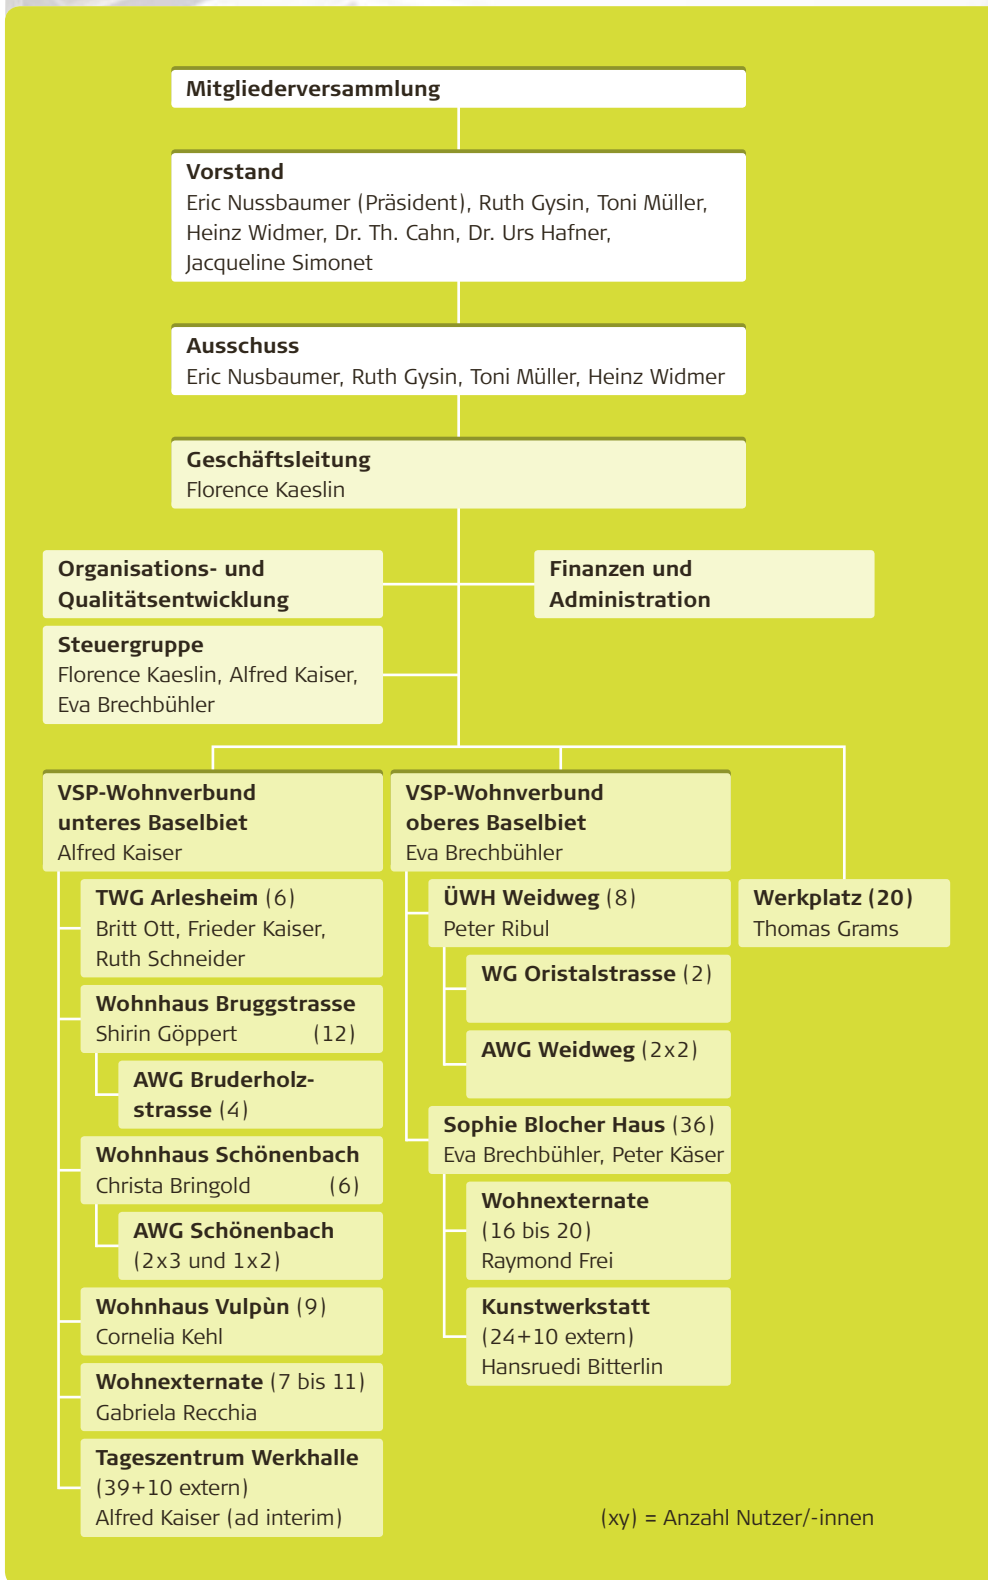 Mitgliederversammlung
Vorstand
Eric Nussbaumer (Präsident), Ruth Gysin, Toni Müller,
Heinz Widmer, Dr. Th. Cahn, Dr. Urs Hafner,
Jacqueline Simonet
Ausschuss
Eric Nusbaumer, Ruth Gysin, Toni Müller, Heinz Widmer
Geschäftsleitung
Florence Kaeslin
Organisations- und
Qualitätsentwicklung
Finanzen und
Administration
Steuergruppe
Florence Kaeslin, Alfred Kaiser,
Eva Brechbühler
VSP-Wohnverbund
unteres Baselbiet
Alfred Kaiser
TWG Arlesheim (6)
Britt Ott, Frieder Kaiser,
Ruth Schneider
Wohnhaus Bruggstrasse
Shirin Göppert (12)
AWG Bruderholz-
strasse (4)
Wohnhaus Schönenbach
Christa Bringold (6)
AWG Schönenbach
(2x3 und 1x2)
Wohnhaus Vulpùn (9)
Cornelia Kehl
Wohnexternate (7 bis 11)
Gabriela Recchia
Tageszentrum Werkhalle
(39+10 extern)
Alfred Kaiser (ad interim)
VSP-Wohnverbund
oberes Baselbiet
Eva Brechbühler
ÜWH Weidweg (8)
Peter Ribul
WG Oristalstrasse (2)
AWG Weidweg (2x2)
Sophie Blocher Haus (36)
Eva Brechbühler, Peter Käser
Wohnexternate
(16 bis 20)
Raymond Frei
Kunstwerkstatt
(24+10 extern)
Hansruedi Bitterlin
Werkplatz (20)
Thomas Grams
(xy) = Anzahl Nutzer/-innen